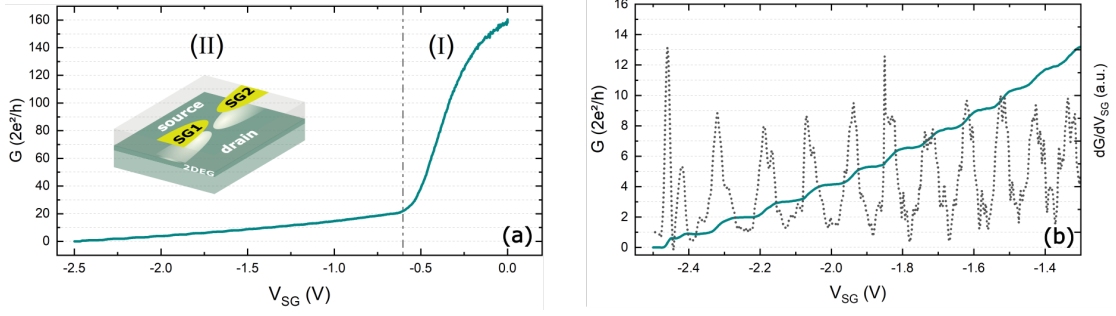 160
140
120
100
80
60
40
20
0
G (2e²/h)
-2.5 -2.0 -1.5 -1.0 -0.5 0.0
V_SG (V)
(II) (I)
source
SG2
SG1
drain
2DEG
(a)
14
12
10
8
6
4
2
0
G (2e²/h)
-2.4 -2.2 -2.0 -1.8 -1.6 -1.4
V_SG (V)
dG/dV_SG (a.u.)
(b)